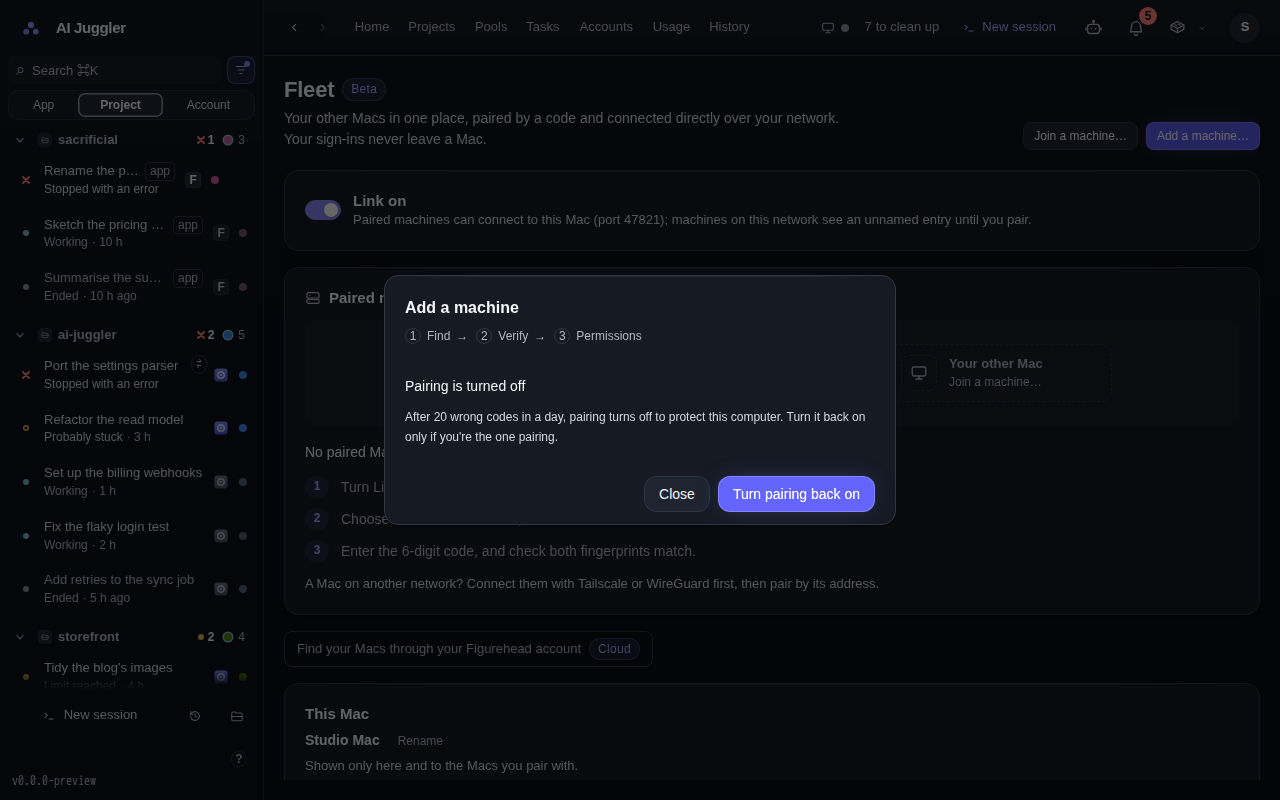 AI Juggler
Search ⌘K
App
Project
Account
sacrificial
1
3
Rename the p…
app
F
Stopped with an error
Sketch the pricing …
app
F
Working · 10 h
Summarise the su…
app
F
Ended · 10 h ago
ai-juggler
2
5
Port the settings parser
Stopped with an error
Refactor the read model
Probably stuck · 3 h
Set up the billing webhooks
Working · 1 h
Fix the flaky login test
Working · 2 h
Add retries to the sync job
Ended · 5 h ago
storefront
2
4
Tidy the blog's images
Limit reached · 4 h
New session
?
v0.0.0-preview
Home
Projects
Pools
Tasks
Accounts
Usage
History
7 to clean up
New session
5
S
Fleet
Beta
Your other Macs in one place, paired by a code and connected directly over your network.
Your sign-ins never leave a Mac.
Join a machine…
Add a machine…
Link on
Paired machines can connect to this Mac (port 47821); machines on this network see an unnamed entry until you pair.
Paired
Your other Mac
Join a machine…
No paired
1
Turn
2
Choose
3
Enter the 6-digit code, and check both fingerprints match.
A Mac on another network? Connect them with Tailscale or WireGuard first, then pair by its address.
Find your Macs through your Figurehead account
Cloud
This Mac
Studio Mac
Rename
Shown only here and to the Macs you pair with.
Add a machine
1 Find → 2 Verify → 3 Permissions
Pairing is turned off
After 20 wrong codes in a day, pairing turns off to protect this computer. Turn it back on
only if you're the one pairing.
Close
Turn pairing back on